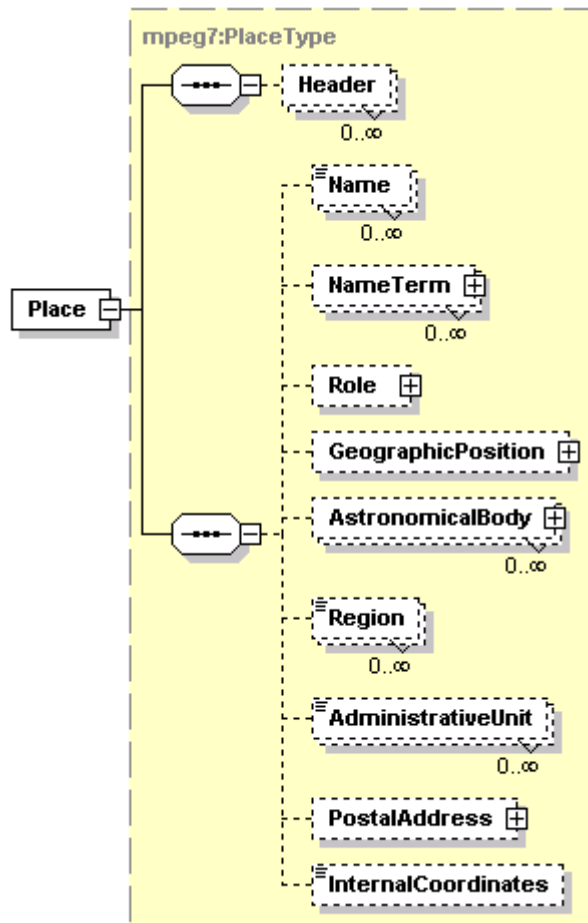 mpeg7:PlaceType
Header
0..∞
Name
0..∞
NameTerm
0..∞
Place
Role
GeographicPosition
AstronomicalBody
0..∞
Region
0..∞
AdministrativeUnit
0..∞
PostalAddress
InternalCoordinates